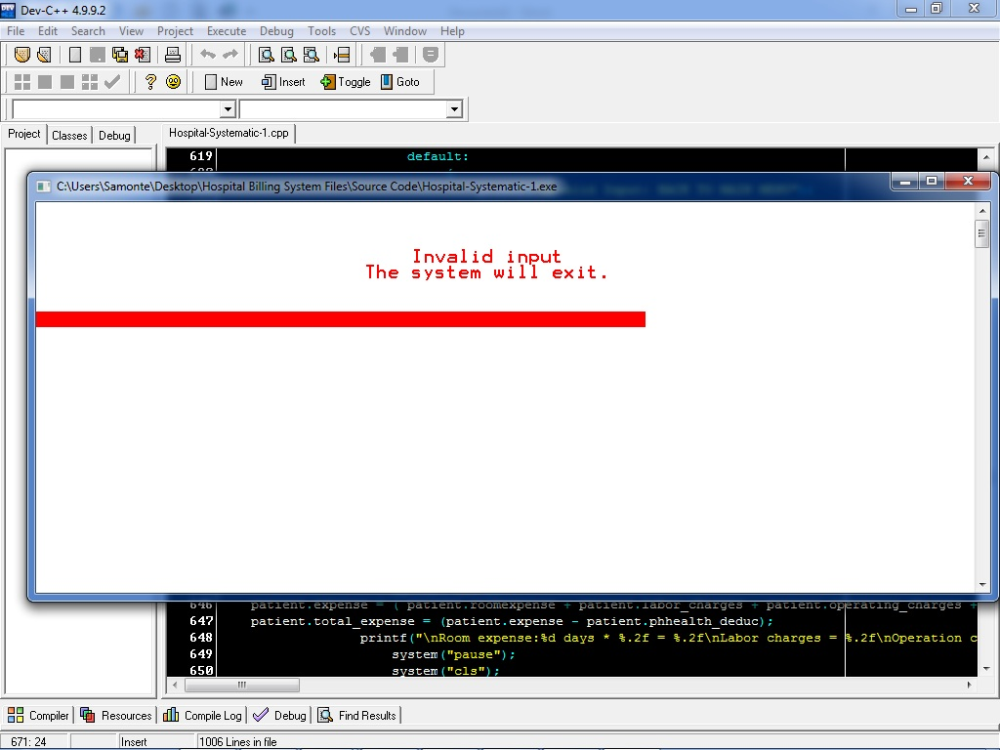 Dev-C++ 4.9.9.2
File Edit Search View Project Execute Debug Tools CVS Window Help
New Insert Toggle Goto
Project Classes Debug
Hospital-Systematic-1.cpp
619 default:
C:\Users\Samonte\Desktop\Hospital Billing System Files\Source Code\Hospital-Systematic-1.exe
Invalid input
The system will exit.
646 patient.expense = ( patient.roomexpense + patient.labor_charges + patient.operating_charges +
647 patient.total_expense = (patient.expense - patient.phhealth_deduc);
648 printf("\nRoom expense:%d days * %.2f = %.2f\nLabor charges = %.2f\nOperation c
649 system("pause");
650 system("cls");
Compiler Resources Compile Log Debug Find Results
671: 24 Insert 1006 Lines in file